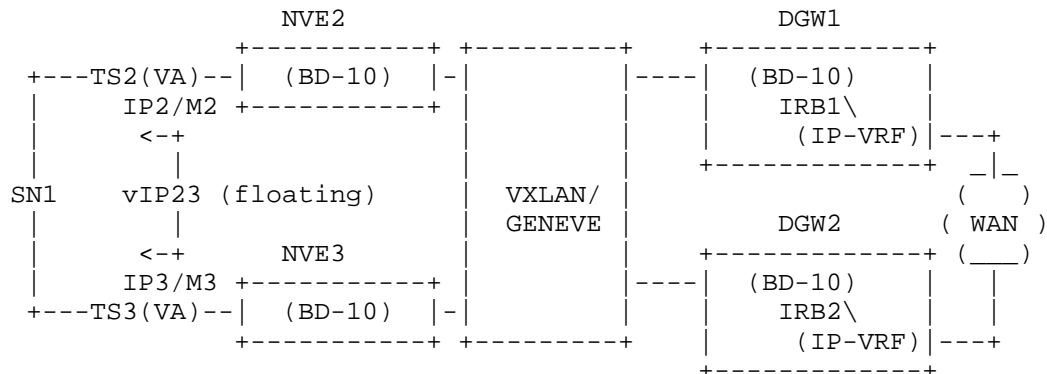 NVE2                             DGW1
                +-----------+ +---------+    +-------------+
 +---TS2(VA)--|  (BD-10)  |-|         |----|  (BD-10)    |
 |      IP2/M2 +-----------+ |         |    |    IRB1\    |
 |       <-+                 |         |    |     (IP-VRF)|---+
 |         |                 |         |    +-------------+  _|_
SN1     vIP23 (floating)     | VXLAN/  |                    (   )
 |         |                 | GENEVE  |         DGW2      ( WAN )
 |       <-+      NVE3       |         |    +-------------+ (___)
 |      IP3/M3 +-----------+ |         |----|  (BD-10)    |   |
 +---TS3(VA)--|  (BD-10)  |-|         |    |    IRB2\    |   |
                +-----------+ +---------+    |     (IP-VRF)|---+
                                             +-------------+